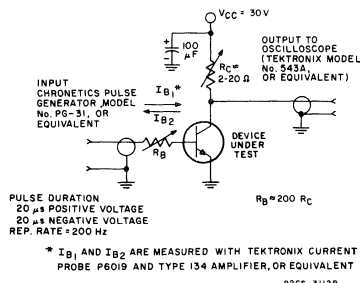 VCC = 30V
+
100
μF
-
RC≈
2-20 Ω
OUTPUT TO
OSCILLOSCOPE
(TEKTRONIX MODEL
No. 543A,
OR EQUIVALENT)
INPUT
CHRONETICS PULSE
GENERATOR, MODEL
No. PG-31, OR
EQUIVALENT
IB1*
IB2
RB
DEVICE
UNDER
TEST
PULSE DURATION
20 μs POSITIVE VOLTAGE
20 μs NEGATIVE VOLTAGE
REP. RATE = 200 Hz
RB≈200 RC
* IB1 AND IB2 ARE MEASURED WITH TEKTRONIX CURRENT
PROBE P6019 AND TYPE 134 AMPLIFIER, OR EQUIVALENT